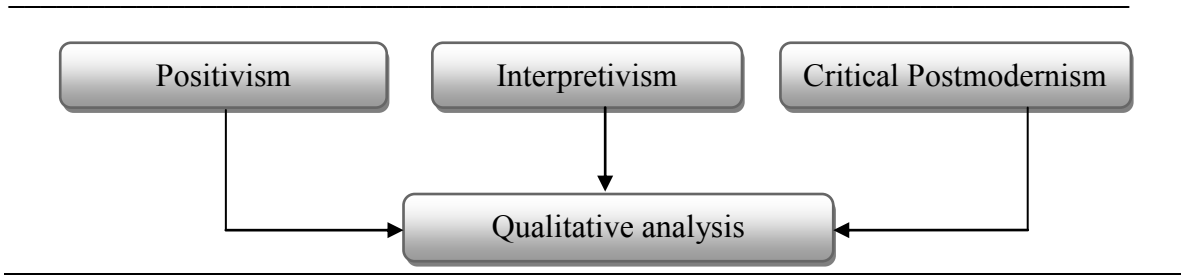 Positivism
Interpretivism
Critical Postmodernism
Qualitative analysis